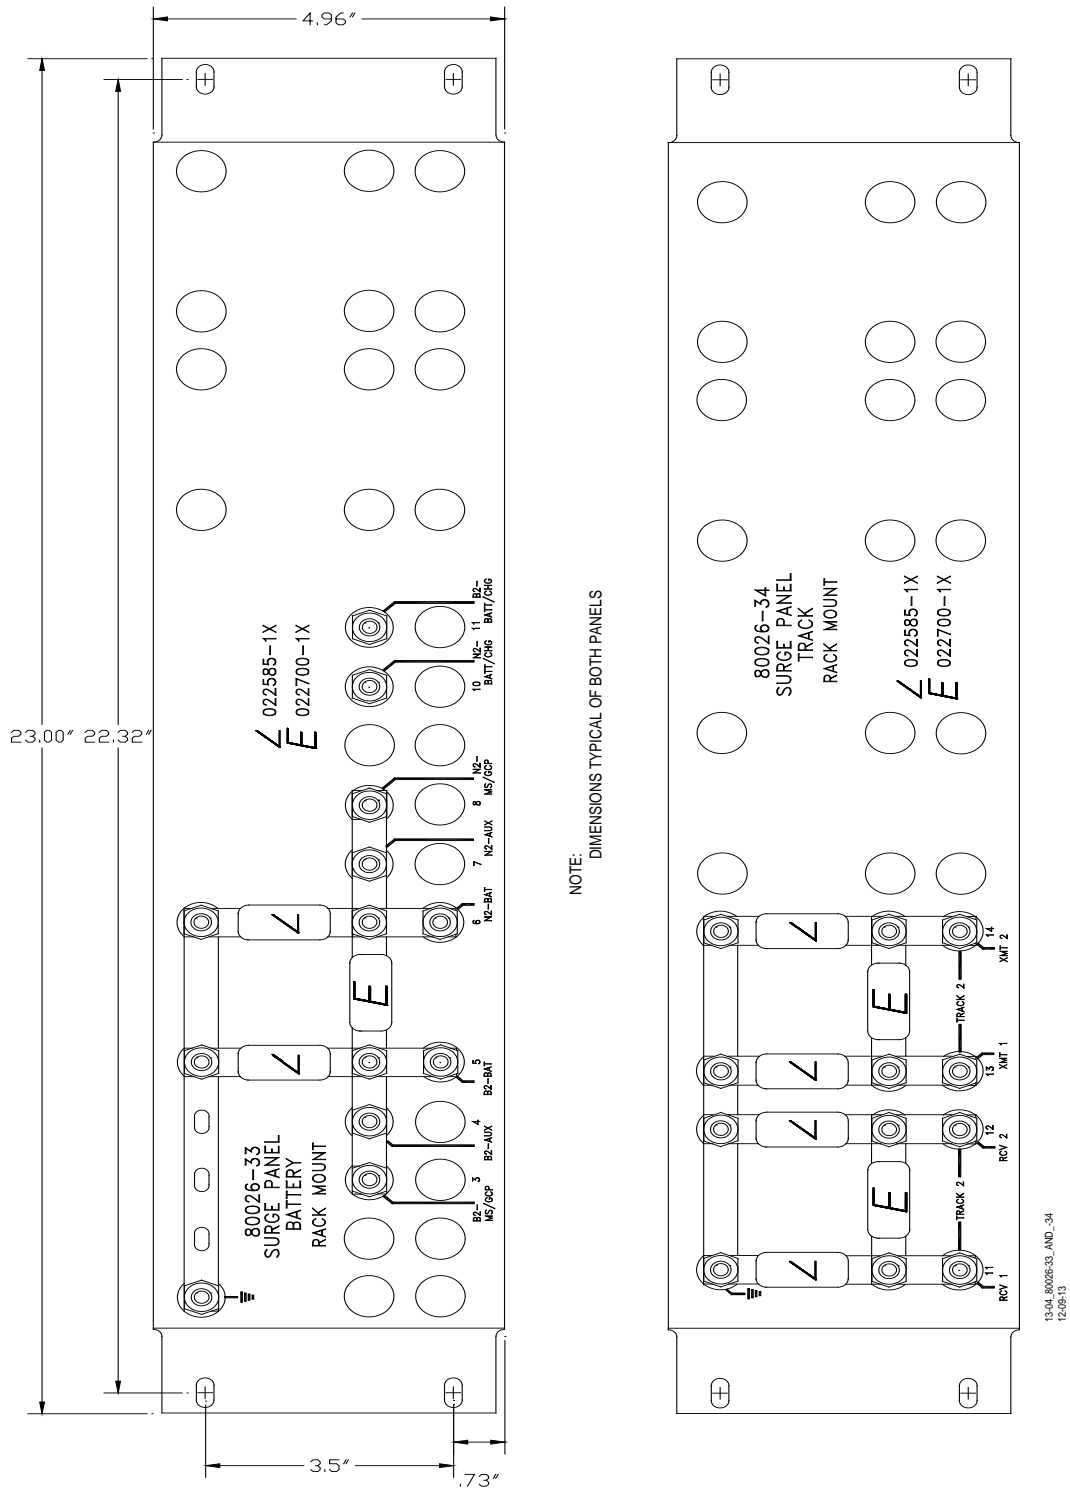 4.96"
23.00"
22.32"
3.5"
.73"
∠ 022585-1X
E 022700-1X
B2-
BATT/CHG
11
N2-
BATT/CHG
10
N2-
MS/GCP
8
N2-AUX
7
N2-BAT
6
∠
E
∠
5
B2-BAT
4
B2-AUX
3
B2-
MS/GCP
80026-33
SURGE PANEL
BATTERY
RACK MOUNT
NOTE:
DIMENSIONS TYPICAL OF BOTH PANELS
80026-34
SURGE PANEL
TRACK
RACK MOUNT
∠ 022585-1X
E 022700-1X
∠
14
XMT 2
E
TRACK 2
∠
13
XMT 1
∠
12
RCV 2
E
TRACK 2
∠
11
RCV 1
13-04_80026-33_AND_-34
12-09-13